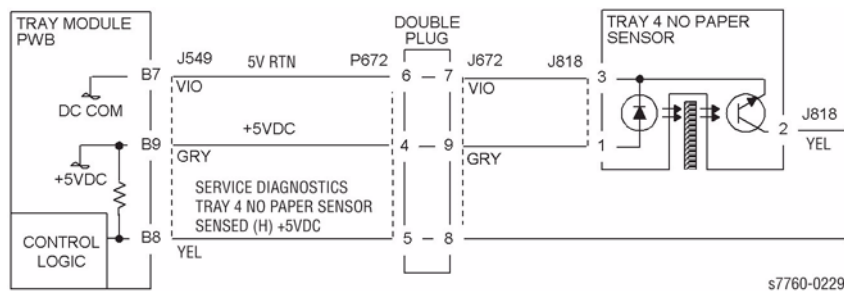 TRAY MODULE
PWB
DOUBLE
PLUG
TRAY 4 NO PAPER
SENSOR
B7
J549
5V RTN
P672
6 – 7
J672
J818
3
VIO
VIO
DC COM
B9
+5VDC
4 – 9
1
2
J818
GRY
GRY
YEL
+5VDC
SERVICE DIAGNOSTICS
TRAY 4 NO PAPER SENSOR
SENSED (H) +5VDC
CONTROL
LOGIC
B8
5 – 8
YEL
s7760-0229